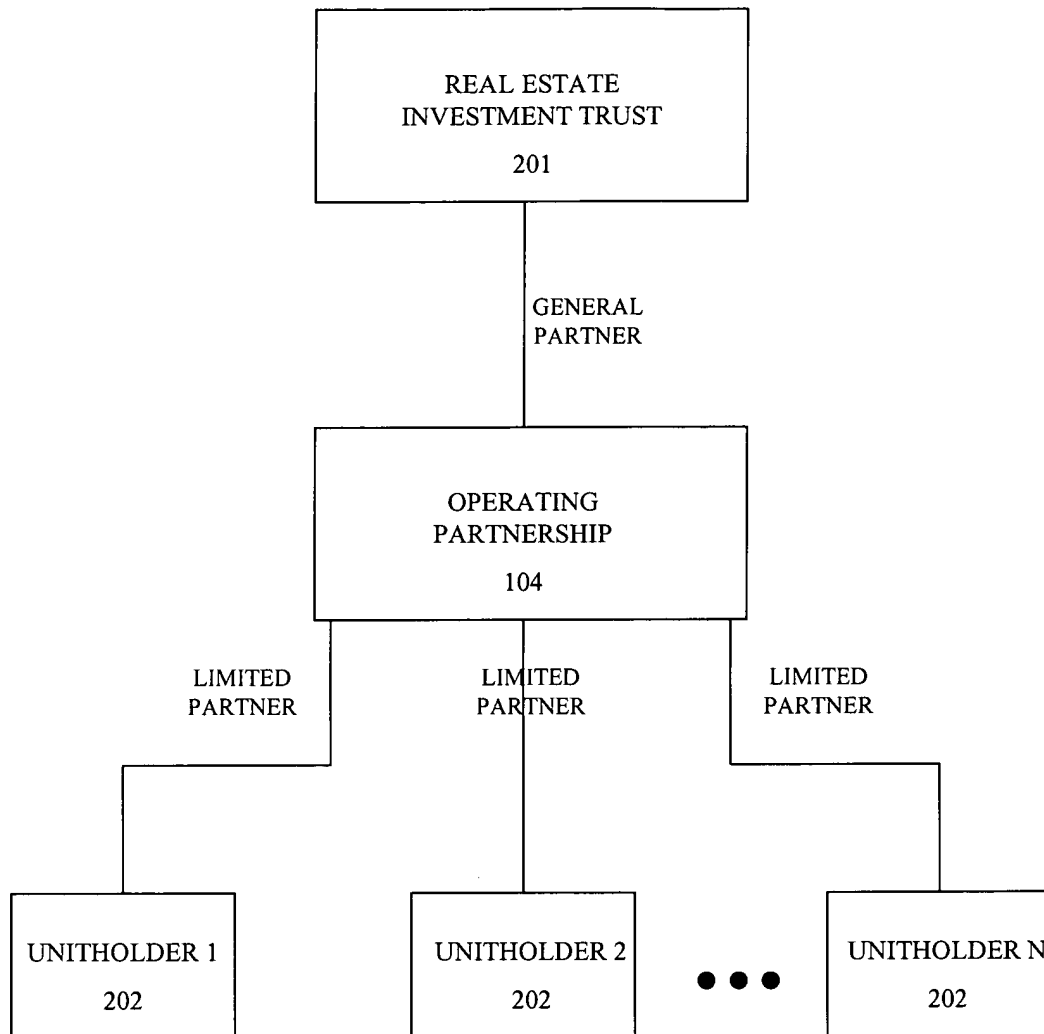 REAL ESTATE
INVESTMENT TRUST
201
GENERAL
PARTNER
OPERATING
PARTNERSHIP
104
LIMITED
PARTNER
LIMITED
PARTNER
LIMITED
PARTNER
UNITHOLDER 1
202
UNITHOLDER 2
202
UNITHOLDER N
202